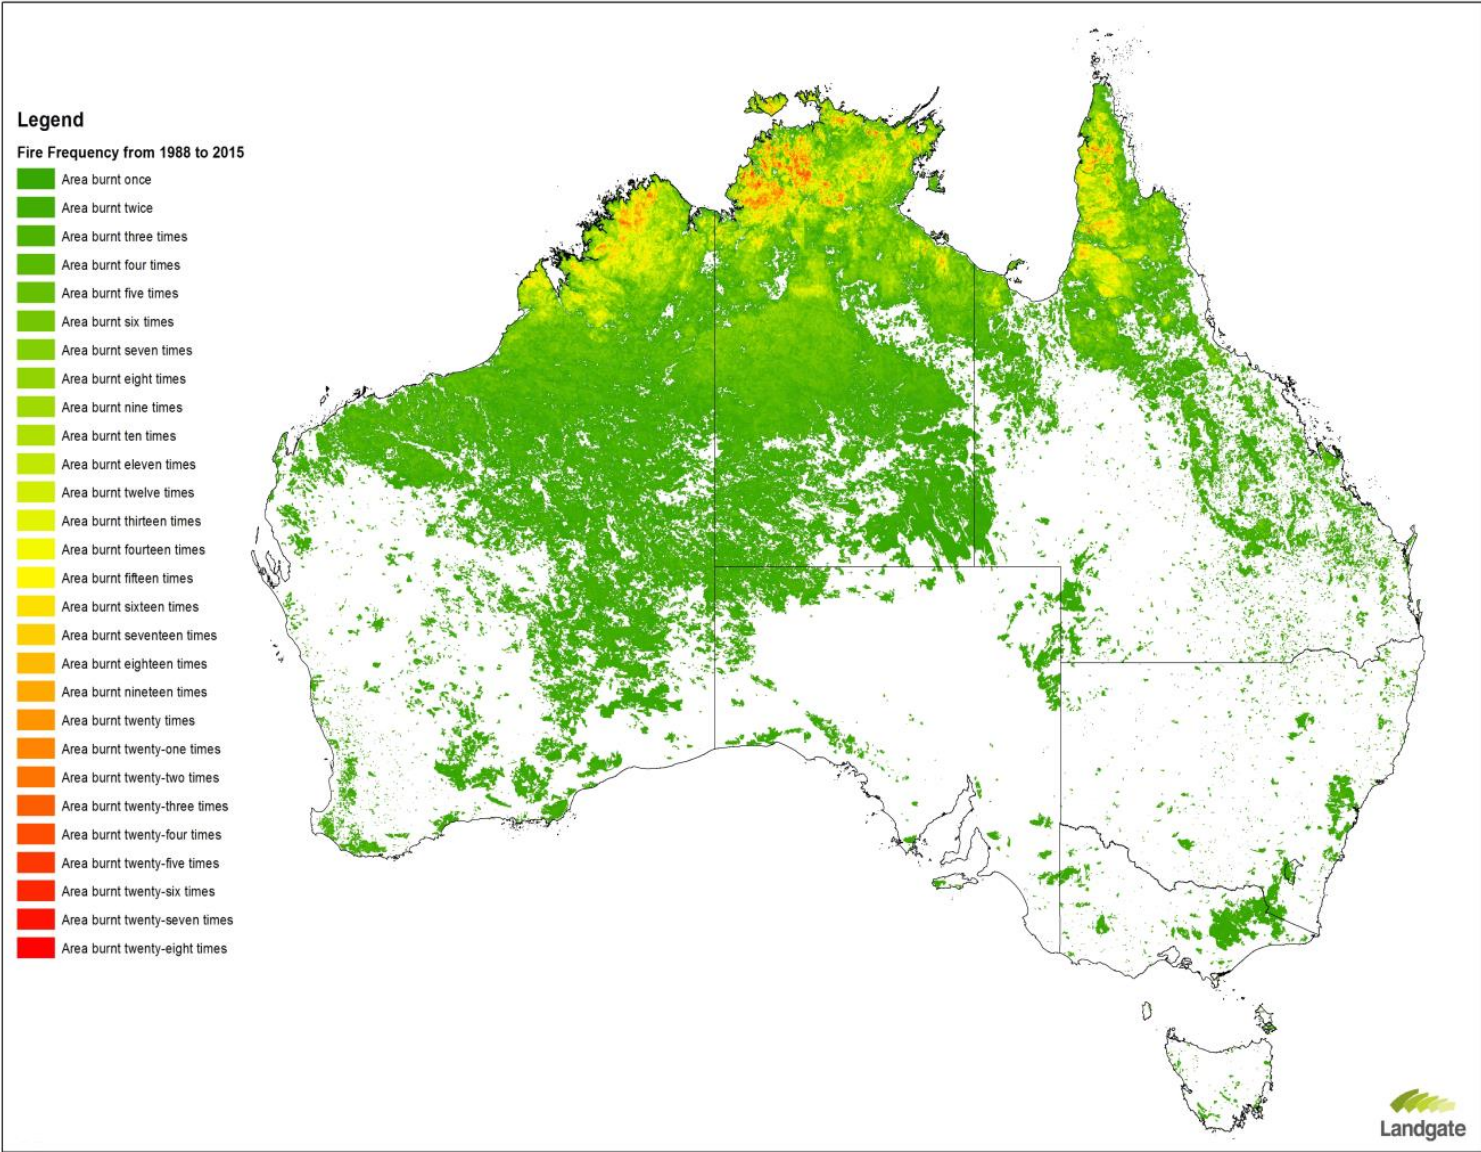 Legend
Fire Frequency from 1988 to 2015
Area burnt once
Area burnt twice
Area burnt three times
Area burnt four times
Area burnt five times
Area burnt six times
Area burnt seven times
Area burnt eight times
Area burnt nine times
Area burnt ten times
Area burnt eleven times
Area burnt twelve times
Area burnt thirteen times
Area burnt fourteen times
Area burnt fifteen times
Area burnt sixteen times
Area burnt seventeen times
Area burnt eighteen times
Area burnt nineteen times
Area burnt twenty times
Area burnt twenty-one times
Area burnt twenty-two times
Area burnt twenty-three times
Area burnt twenty-four times
Area burnt twenty-five times
Area burnt twenty-six times
Area burnt twenty-seven times
Area burnt twenty-eight times
Landgate